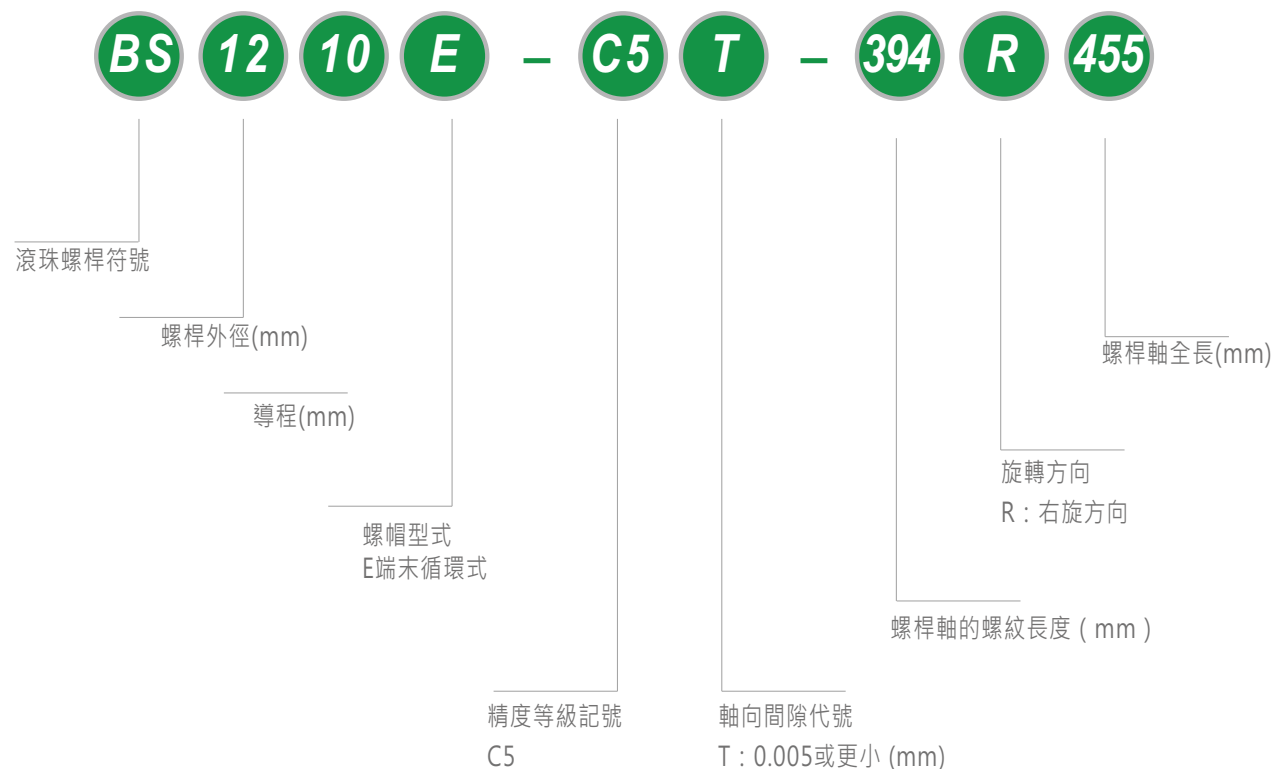 BS 12 10 E – C5 T – 394 R 455
滾珠螺桿符號
螺桿外徑(mm)
螺桿軸全長(mm)
導程(mm)
旋轉方向
R：右旋方向
螺帽型式
E端末循環式
螺桿軸的螺紋長度 ( mm )
精度等級記號
C5
軸向間隙代號
T：0.005或更小 (mm)